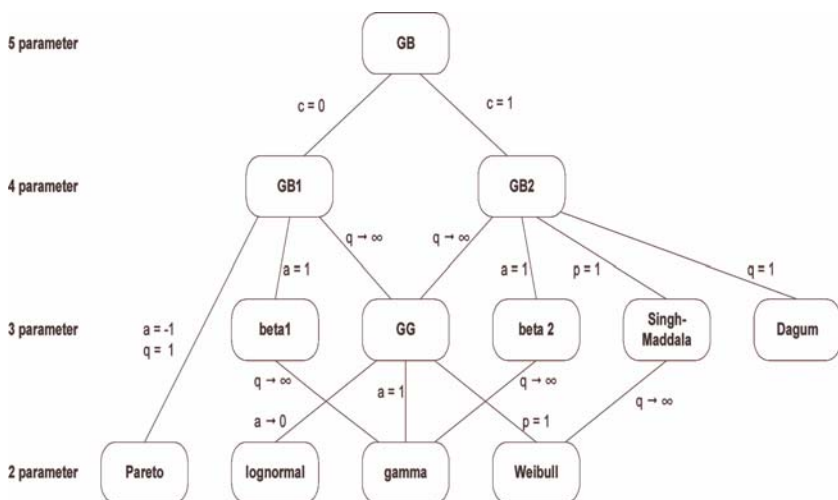 5 parameter
GB
c = 0
c = 1
4 parameter
GB1
GB2
q → ∞
q → ∞
a = 1
a = 1
p = 1
q = 1
3 parameter
a = -1
q = 1
beta1
GG
beta 2
Singh-
Maddala
Dagum
q → ∞
a = 1
q → ∞
q → ∞
a → 0
p = 1
2 parameter
Pareto
lognormal
gamma
Weibull